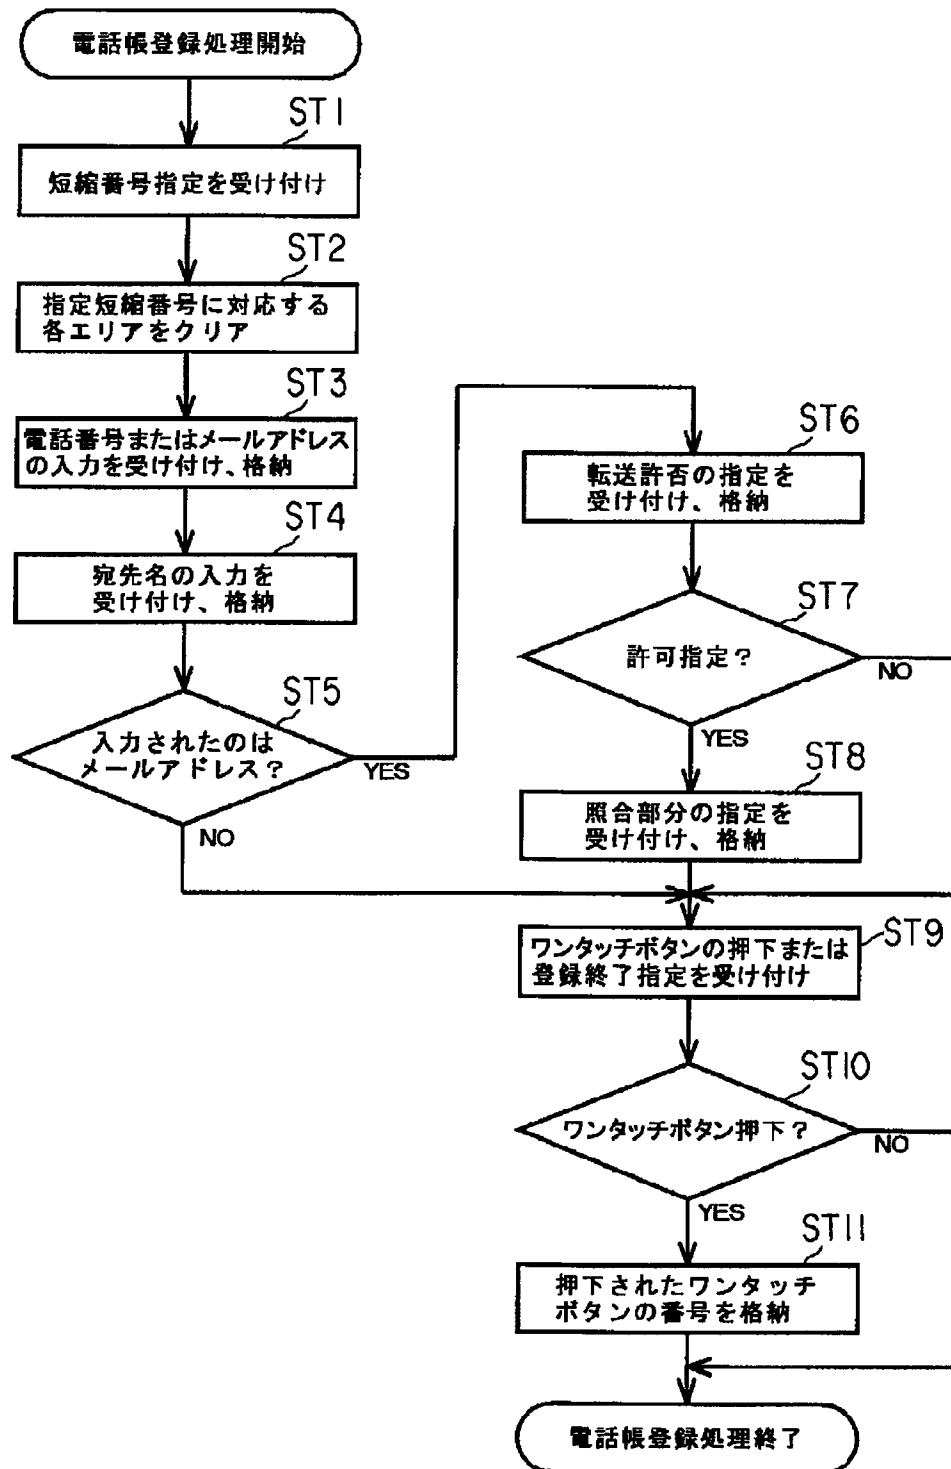 電話帳登録処理開始
ST1
短縮番号指定を受け付け
ST2
指定短縮番号に対応する
各エリアをクリア
ST3
電話番号またはメールアドレス
の入力を受け付け、格納
ST4
宛先名の入力を
受け付け、格納
ST5
入力されたのは
メールアドレス?
YES
NO
ST6
転送許否の指定を
受け付け、格納
ST7
許可指定?
NO
YES
ST8
照合部分の指定を
受け付け、格納
ST9
ワンタッチボタンの押下または
登録終了指定を受け付け
ST10
ワンタッチボタン押下?
NO
YES
ST11
押下されたワンタッチ
ボタンの番号を格納
電話帳登録処理終了